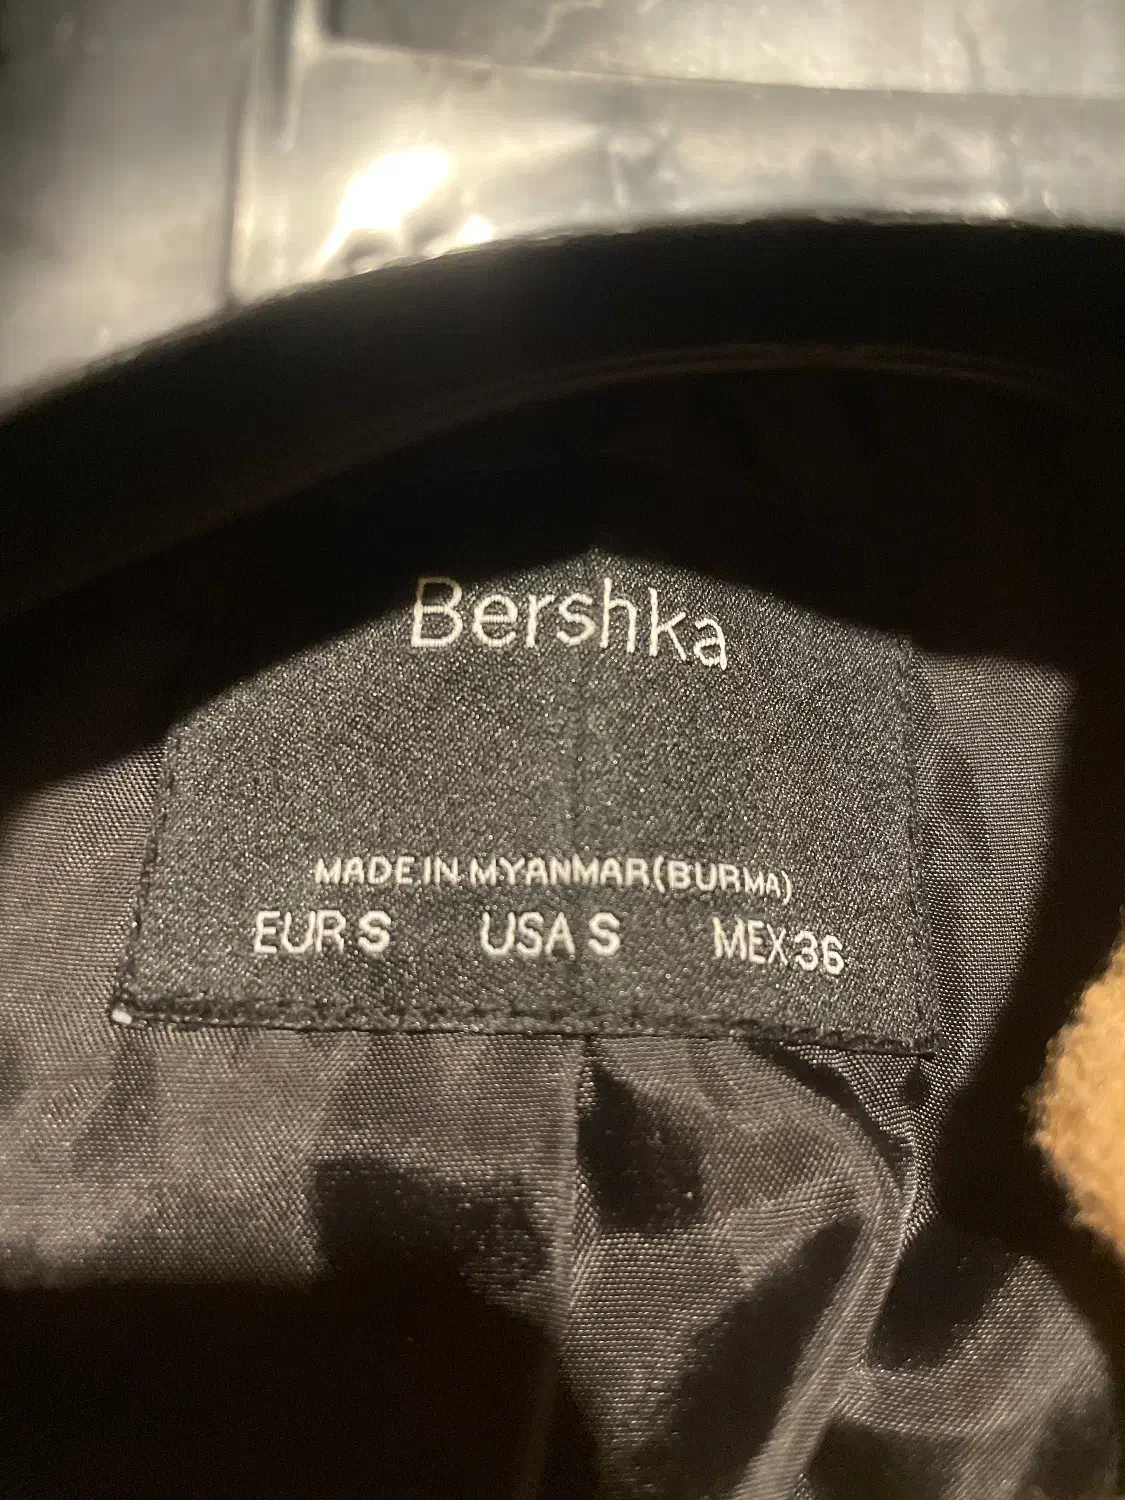 Bershka
MADE IN MYANMAR(BURMA)
EUR S USA S MEX 36